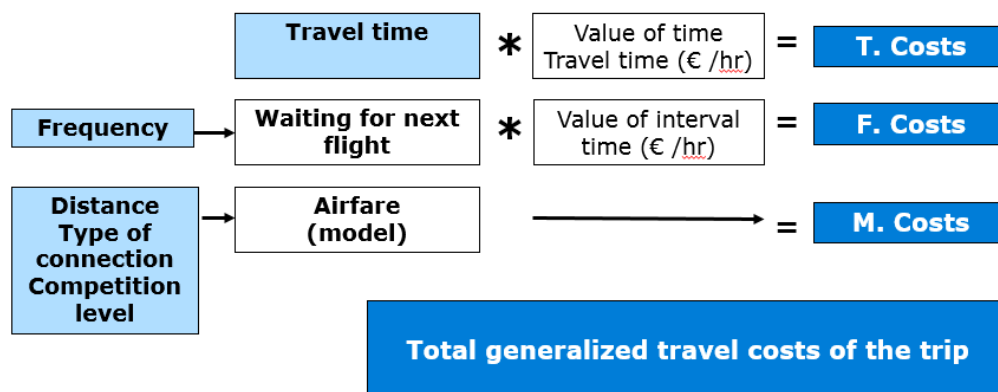 Travel time
*
Value of time
Travel time (€ /hr)
=
T. Costs
Frequency
Waiting for next
flight
*
Value of interval
time (€ /hr)
=
F. Costs
Distance
Type of
connection
Competition
level
Airfare
(model)
=
M. Costs
Total generalized travel costs of the trip